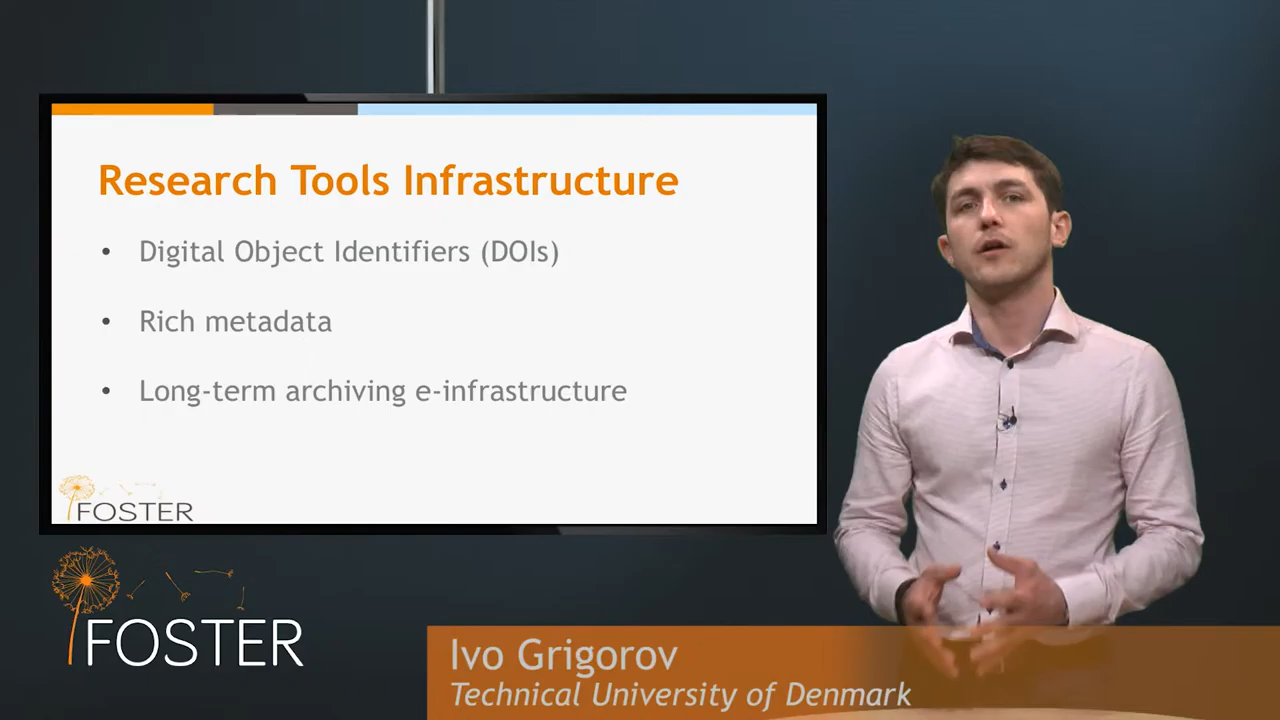 Research Tools Infrastructure
• Digital Object Identifiers (DOIs)
• Rich metadata
• Long-term archiving e-infrastructure
FOSTER
FOSTER
Ivo Grigorov
Technical University of Denmark